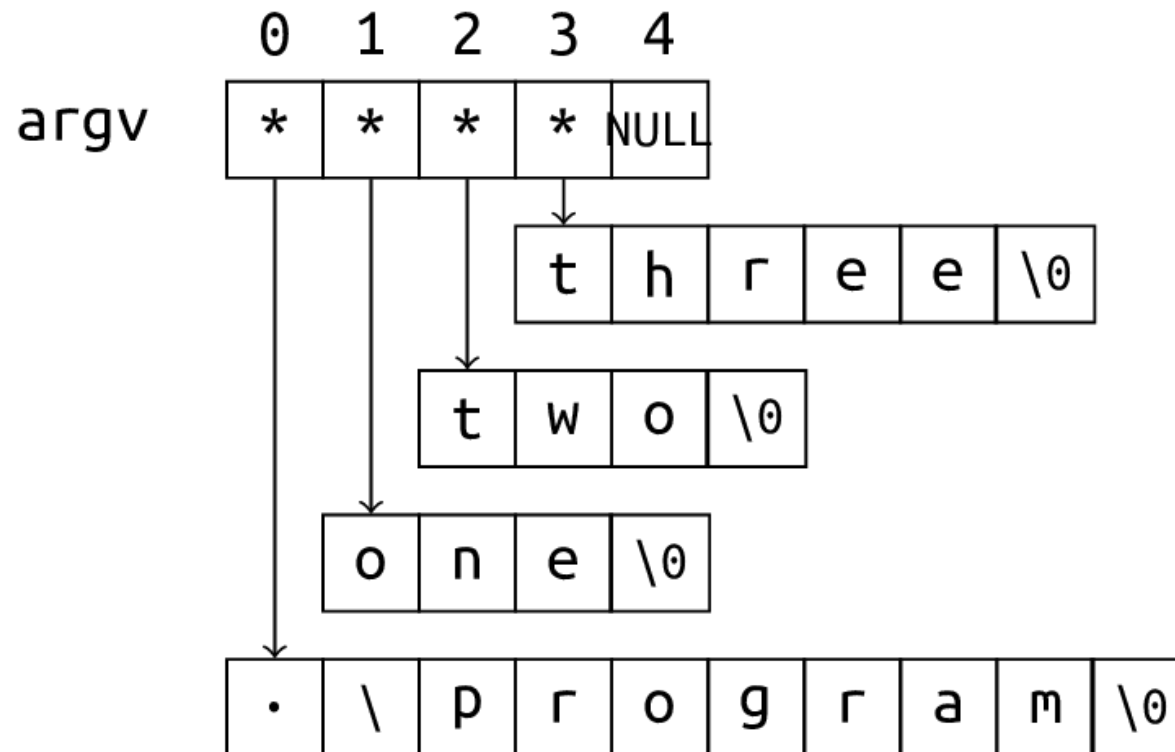 0 1 2 3 4
argv * * * * NULL
t h r e e \0
t w o \0
o n e \0
. \ p r o g r a m \0